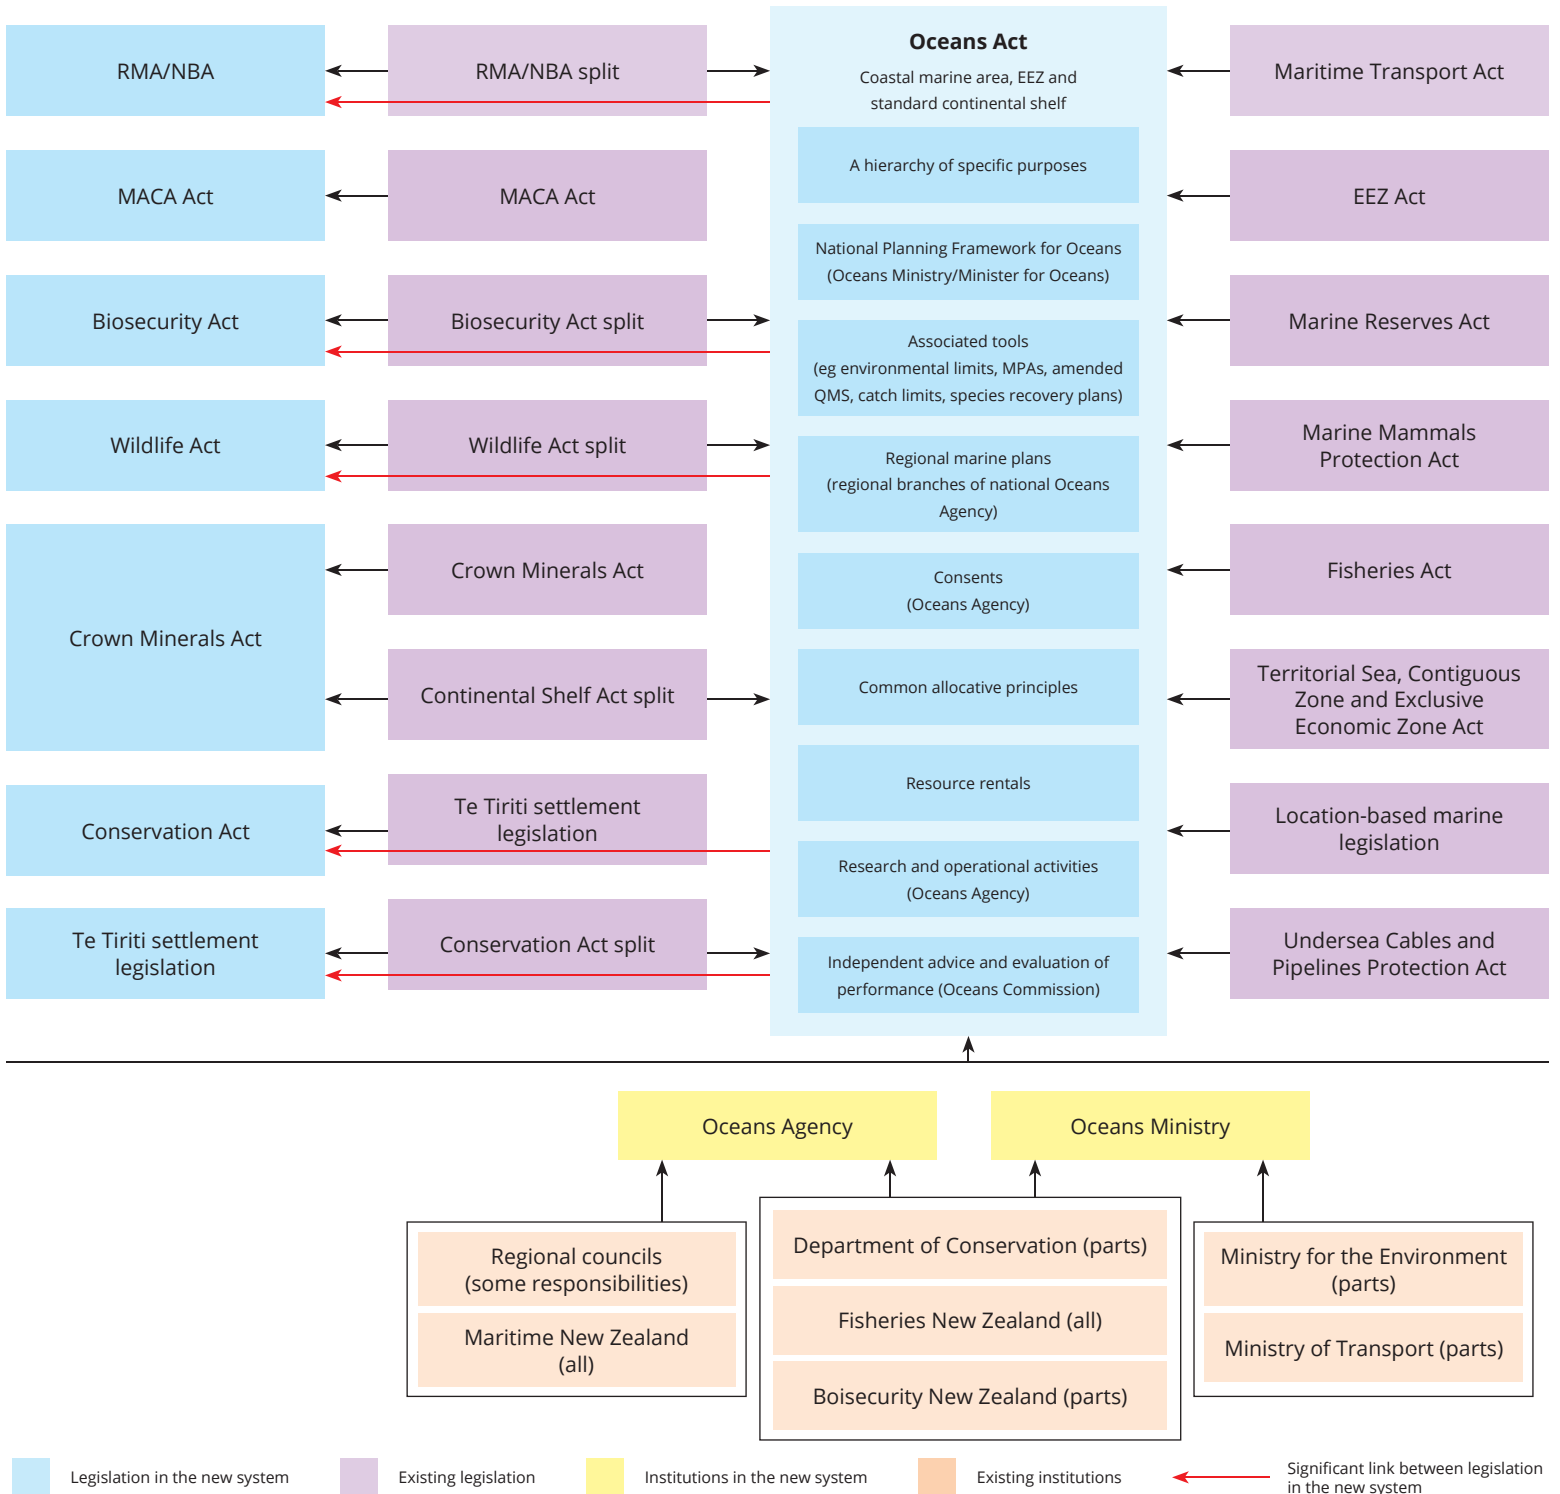 RMA/NBA
MACA Act
Biosecurity Act
Wildlife Act
Crown Minerals Act
Conservation Act
Te Tiriti settlement
legislation
RMA/NBA split
MACA Act
Biosecurity Act split
Wildlife Act split
Crown Minerals Act
Continental Shelf Act split
Te Tiriti settlement
legislation
Conservation Act split
Oceans Act
Coastal marine area, EEZ and
standard continental shelf
A hierarchy of specific purposes
National Planning Framework for Oceans
(Oceans Ministry/Minister for Oceans)
Associated tools
(eg environmental limits, MPAs, amended
QMS, catch limits, species recovery plans)
Regional marine plans
(regional branches of national Oceans
Agency)
Consents
(Oceans Agency)
Common allocative principles
Resource rentals
Research and operational activities
(Oceans Agency)
Independent advice and evaluation of
performance (Oceans Commission)
Maritime Transport Act
EEZ Act
Marine Reserves Act
Marine Mammals
Protection Act
Fisheries Act
Territorial Sea, Contiguous
Zone and Exclusive
Economic Zone Act
Location-based marine
legislation
Undersea Cables and
Pipelines Protection Act
Oceans Agency
Oceans Ministry
Regional councils
(some responsibilities)
Maritime New Zealand
(all)
Department of Conservation (parts)
Fisheries New Zealand (all)
Boisecurity New Zealand (parts)
Ministry for the Environment
(parts)
Ministry of Transport (parts)
Legislation in the new system
Existing legislation
Institutions in the new system
Existing institutions
Significant link between legislation
in the new system